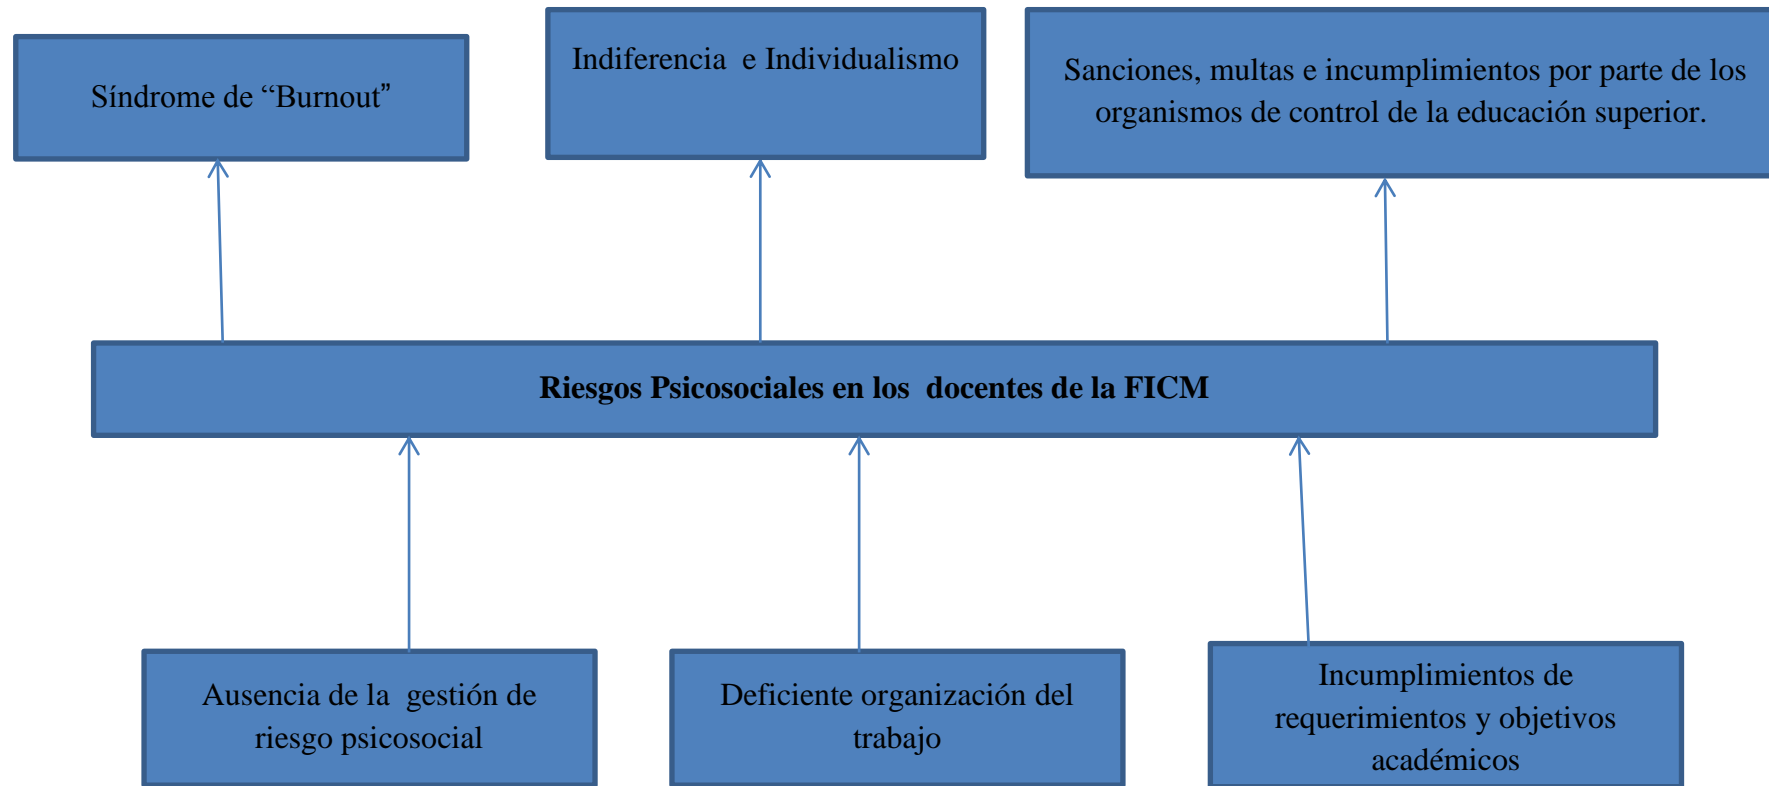 Síndrome de “Burnout”
Indiferencia e Individualismo
Sanciones, multas e incumplimientos por parte de los
organismos de control de la educación superior.
Riesgos Psicosociales en los docentes de la FICM
Ausencia de la gestión de
riesgo psicosocial
Deficiente organización del
trabajo
Incumplimientos de
requerimientos y objetivos
académicos